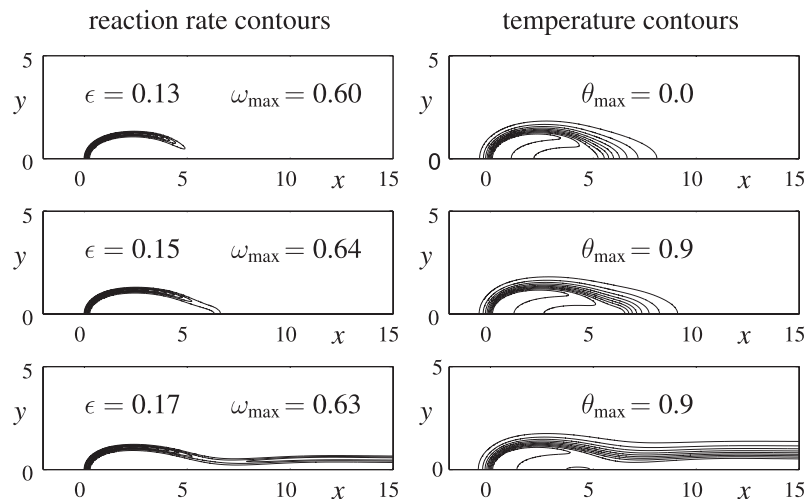 reaction rate contours temperature contours
5 5
ϵ = 0.13 ω_max = 0.60 θ_max = 0.0
y y
0 0
0 5 10 x 15 0 5 10 x 15
5 5
ϵ = 0.15 ω_max = 0.64 θ_max = 0.9
y y
0 0
0 5 10 x 15 0 5 10 x 15
5 5
ϵ = 0.17 ω_max = 0.63 θ_max = 0.9
y y
0 0
0 5 10 x 15 0 5 10 x 15